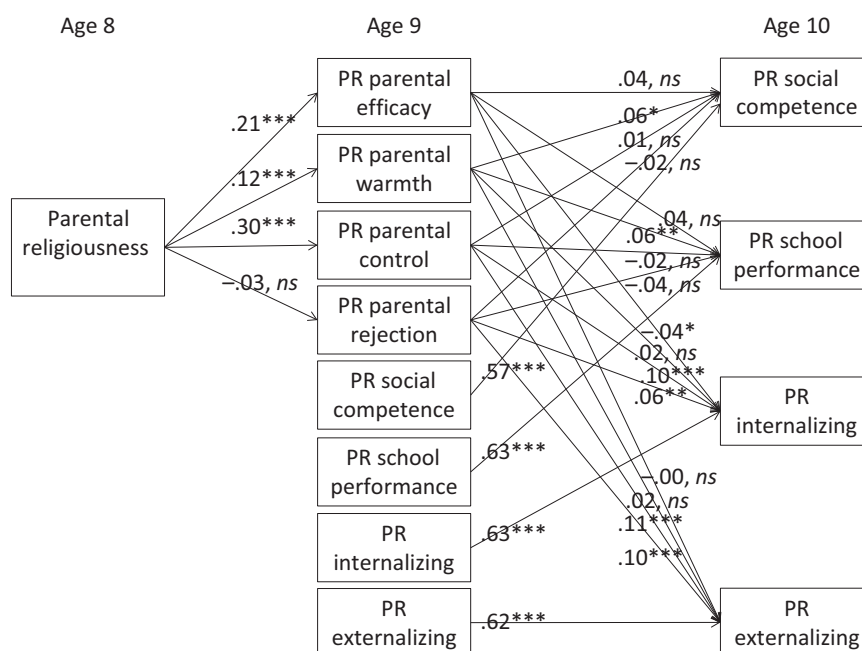 Age 8
Age 9
Age 10
Parental
religiousness
.21***
.12***
.30***
–.03, ns
PR parental
efficacy
PR parental
warmth
PR parental
control
PR parental
rejection
PR social
competence
PR school
performance
PR
internalizing
PR
externalizing
.57***
.63***
.63***
.62***
.04, ns
.06*
.01, ns
–.02, ns
.04, ns
.06**
–.02, ns
–.04, ns
–.04*
.02, ns
.10***
.06**
–.00, ns
.02, ns
.11***
.10***
PR social
competence
PR school
performance
PR
internalizing
PR
externalizing